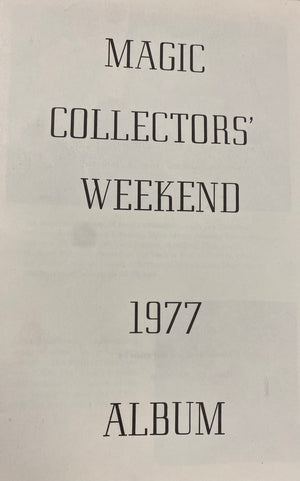 MAGIC
COLLECTORS'
WEEKEND
1977
ALBUM